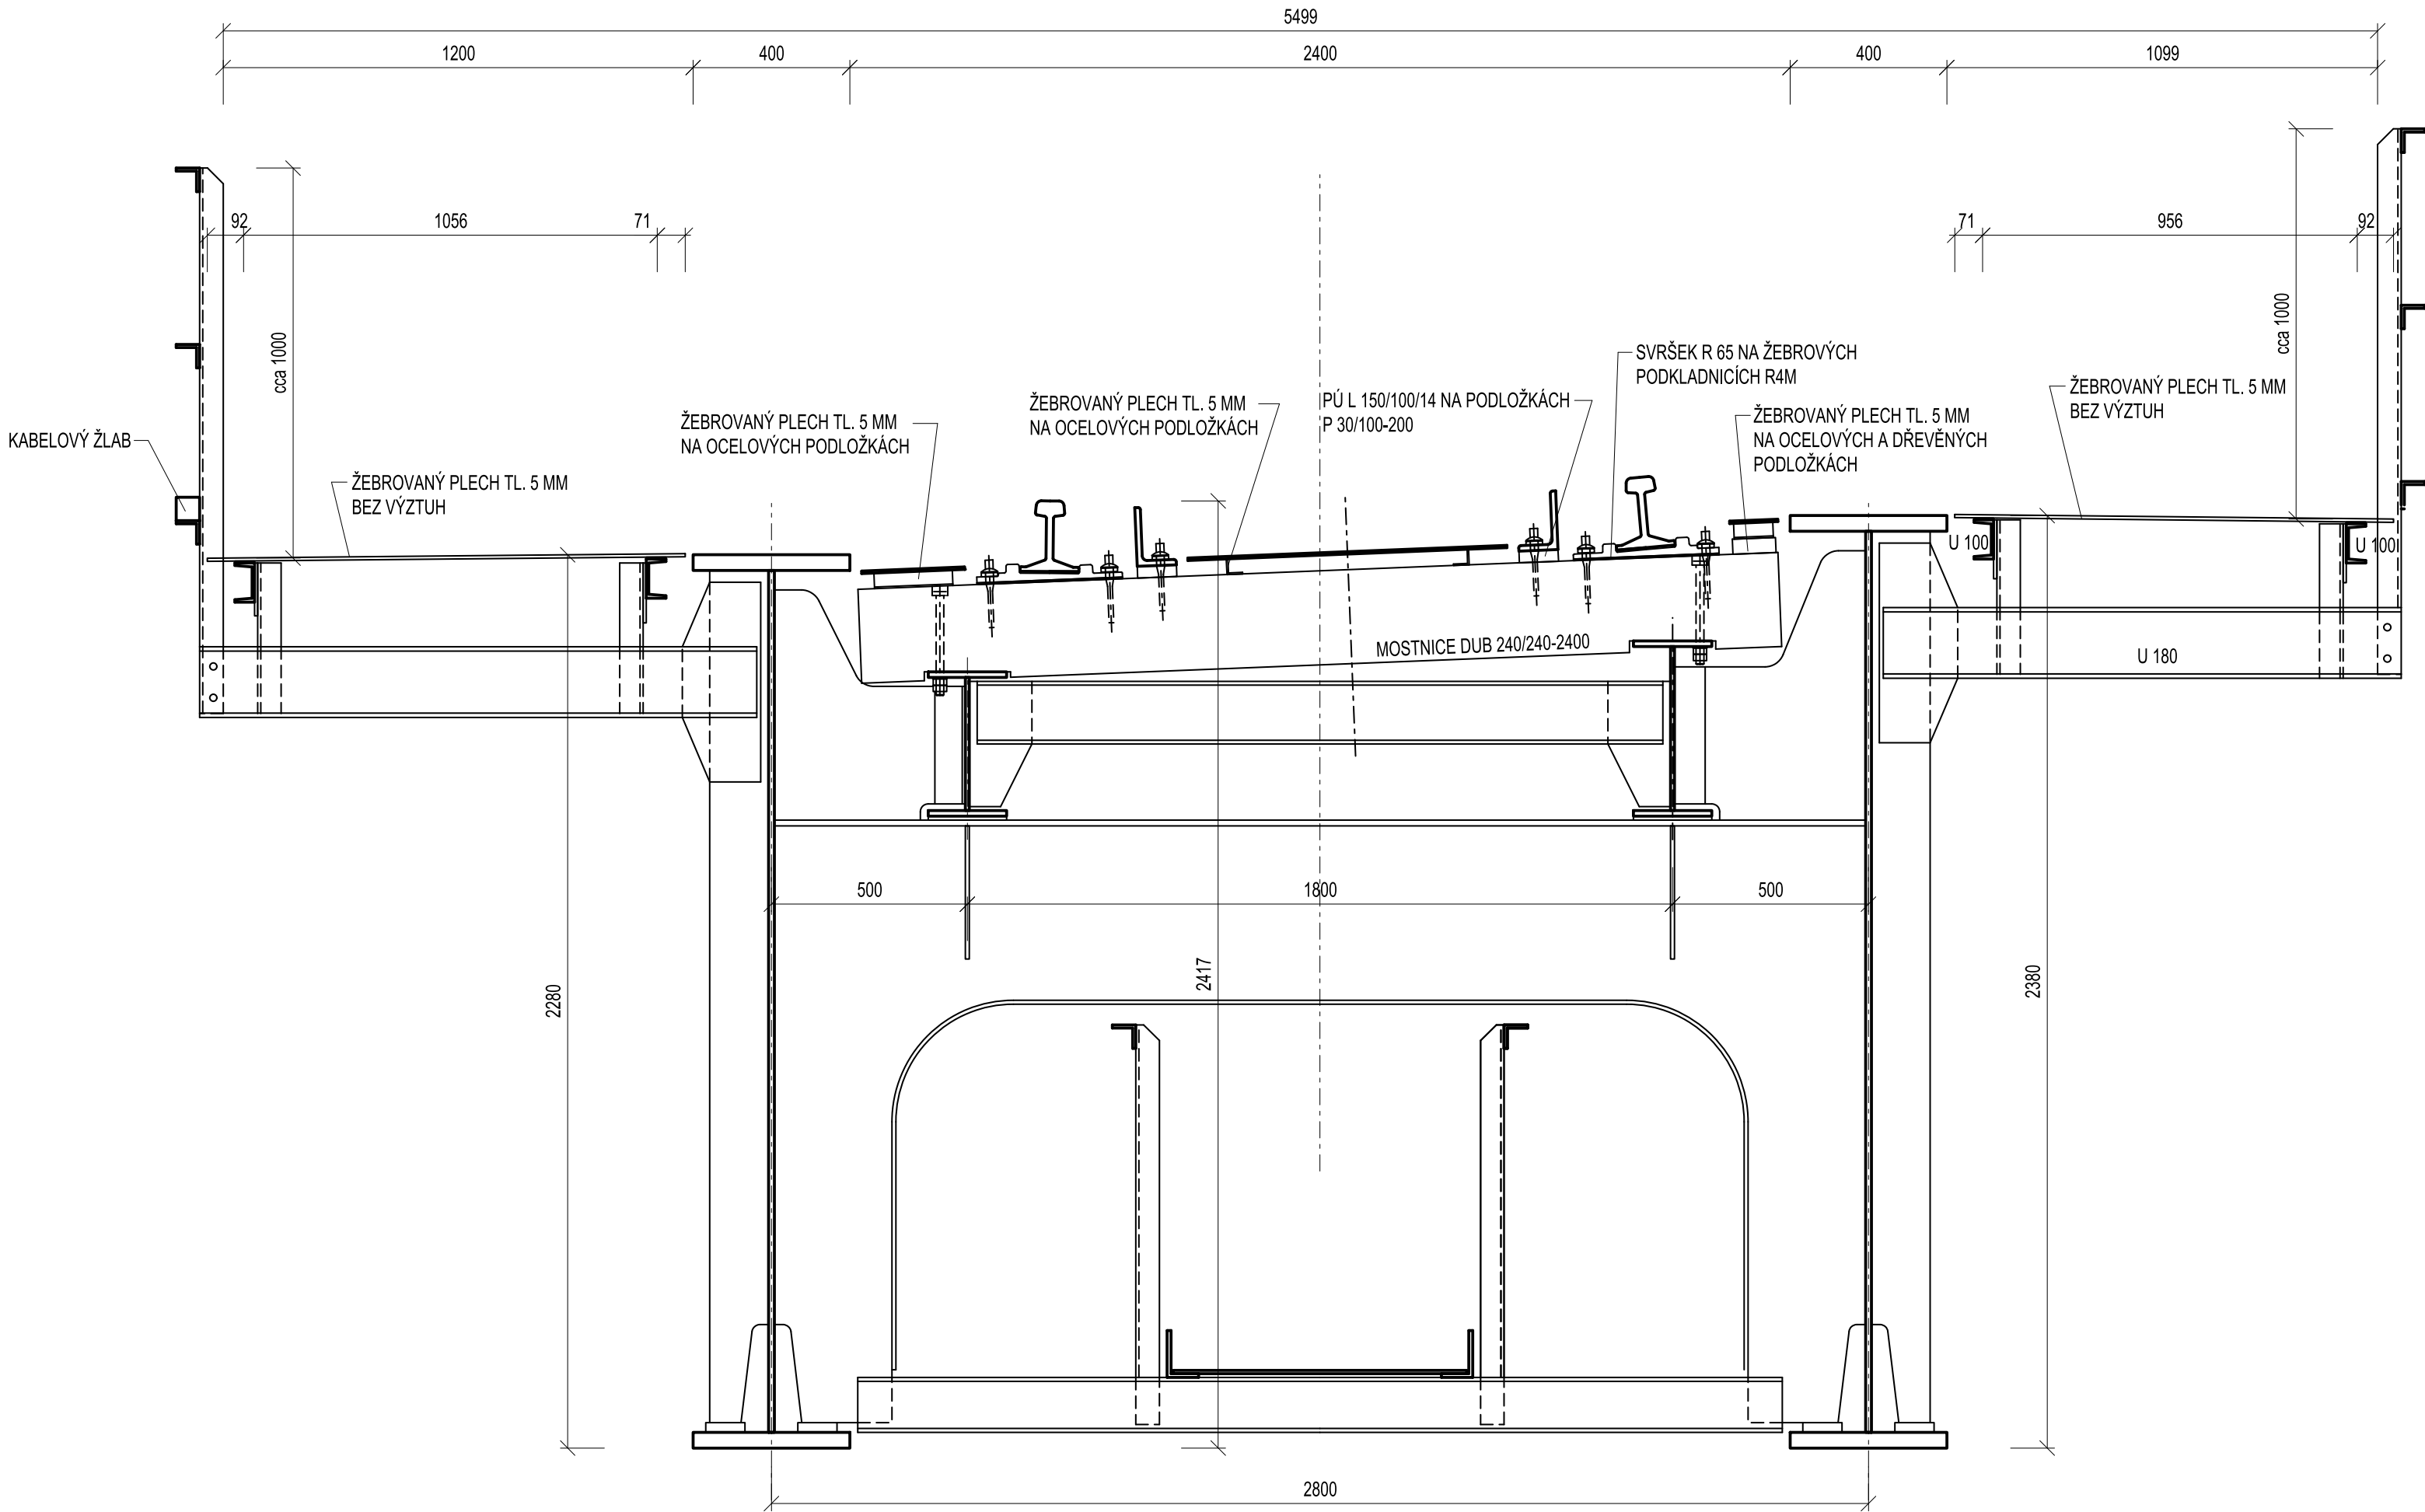 5499
1200
400
2400
400
1099
92
1056
71
71
956
92
cca 1000
cca 1000
SVRŠEK R 65 NA ŽEBROVÝCH
PODKLADNICÍCH R4M
ŽEBROVANÝ PLECH TL. 5 MM
BEZ VÝZTUH
PÚ L 150/100/14 NA PODLOŽKÁCH
P 30/100-200
ŽEBROVANÝ PLECH TL. 5 MM
NA OCELOVÝCH PODLOŽKÁCH
ŽEBROVANÝ PLECH TL. 5 MM
NA OCELOVÝCH A DŘEVĚNÝCH
PODLOŽKÁCH
ŽEBROVANÝ PLECH TL. 5 MM
NA OCELOVÝCH PODLOŽKÁCH
KABELOVÝ ŽLAB
ŽEBROVANÝ PLECH TL. 5 MM
BEZ VÝZTUH
U 100
U 100
MOSTNICE DUB 240/240-2400
U 180
500
1800
500
2280
2417
2380
2800